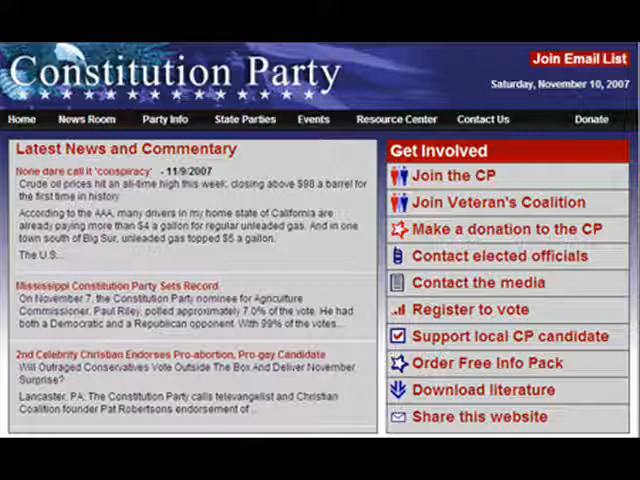 Constitution Party
Join Email List
Saturday, November 10, 2007
Home News Room Party Info State Parties Events Resource Center Contact Us Donate
Latest News and Commentary
None dare call it 'conspiracy' - 11/9/2007
Crude oil prices hit an all-time high this week, closing above $98 a barrel for
the first time in history
According to the AAA, many drivers in my home state of California are
already paying more than $4 a gallon for regular unleaded gas. And in one
town south of Big Sur, unleaded gas topped $5 a gallon.
The U.S...
Mississippi Constitution Party Sets Record
On November 7, the Constitution Party nominee for Agriculture
Commissioner, Paul Riley, polled approximately 7.0% of the vote. He had
both a Democratic and a Republican opponent. With 99% of the votes...
2nd Celebrity Christian Endorses Pro-abortion, Pro-gay Candidate
Will Outraged Conservatives Vote Outside The Box And Deliver November
Surprise?
Lancaster, PA: The Constitution Party calls televangelist and Christian
Coalition founder Pat Robertsons endorsement of...
Get Involved
Join the CP
Join Veteran's Coalition
Make a donation to the CP
Contact elected officials
Contact the media
Register to vote
Support local CP candidate
Order Free Info Pack
Download literature
Share this website